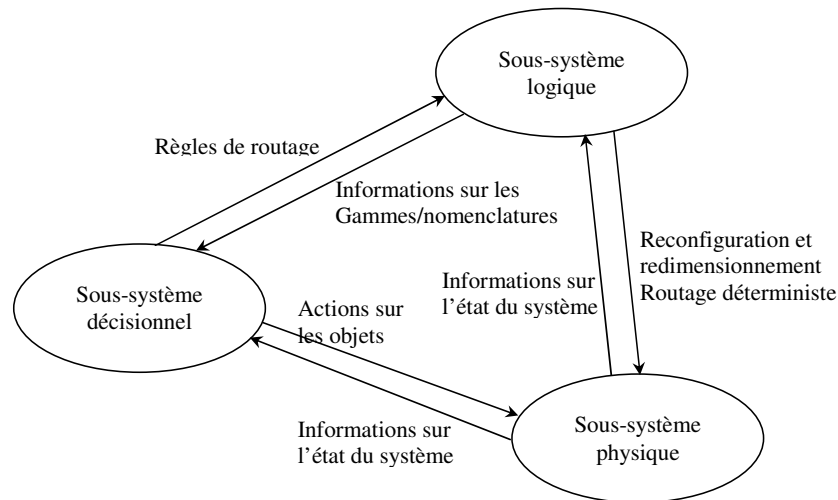 Sous-système
logique
Règles de routage
Informations sur les
Gammes/nomenclatures
Reconfiguration et
redimensionnement
Routage déterministe
Informations sur
l'état du système
Sous-système
décisionnel
Actions sur
les objets
Informations sur
l'état du système
Sous-système
physique